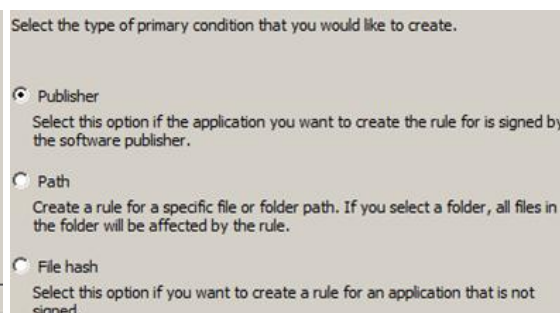 Select the type of primary condition that you would like to create.
Publisher
Select this option if the application you want to create the rule for is signed by
the software publisher.
Path
Create a rule for a specific file or folder path. If you select a folder, all files in
the folder will be affected by the rule.
File hash
Select this option if you want to create a rule for an application that is not
signed.